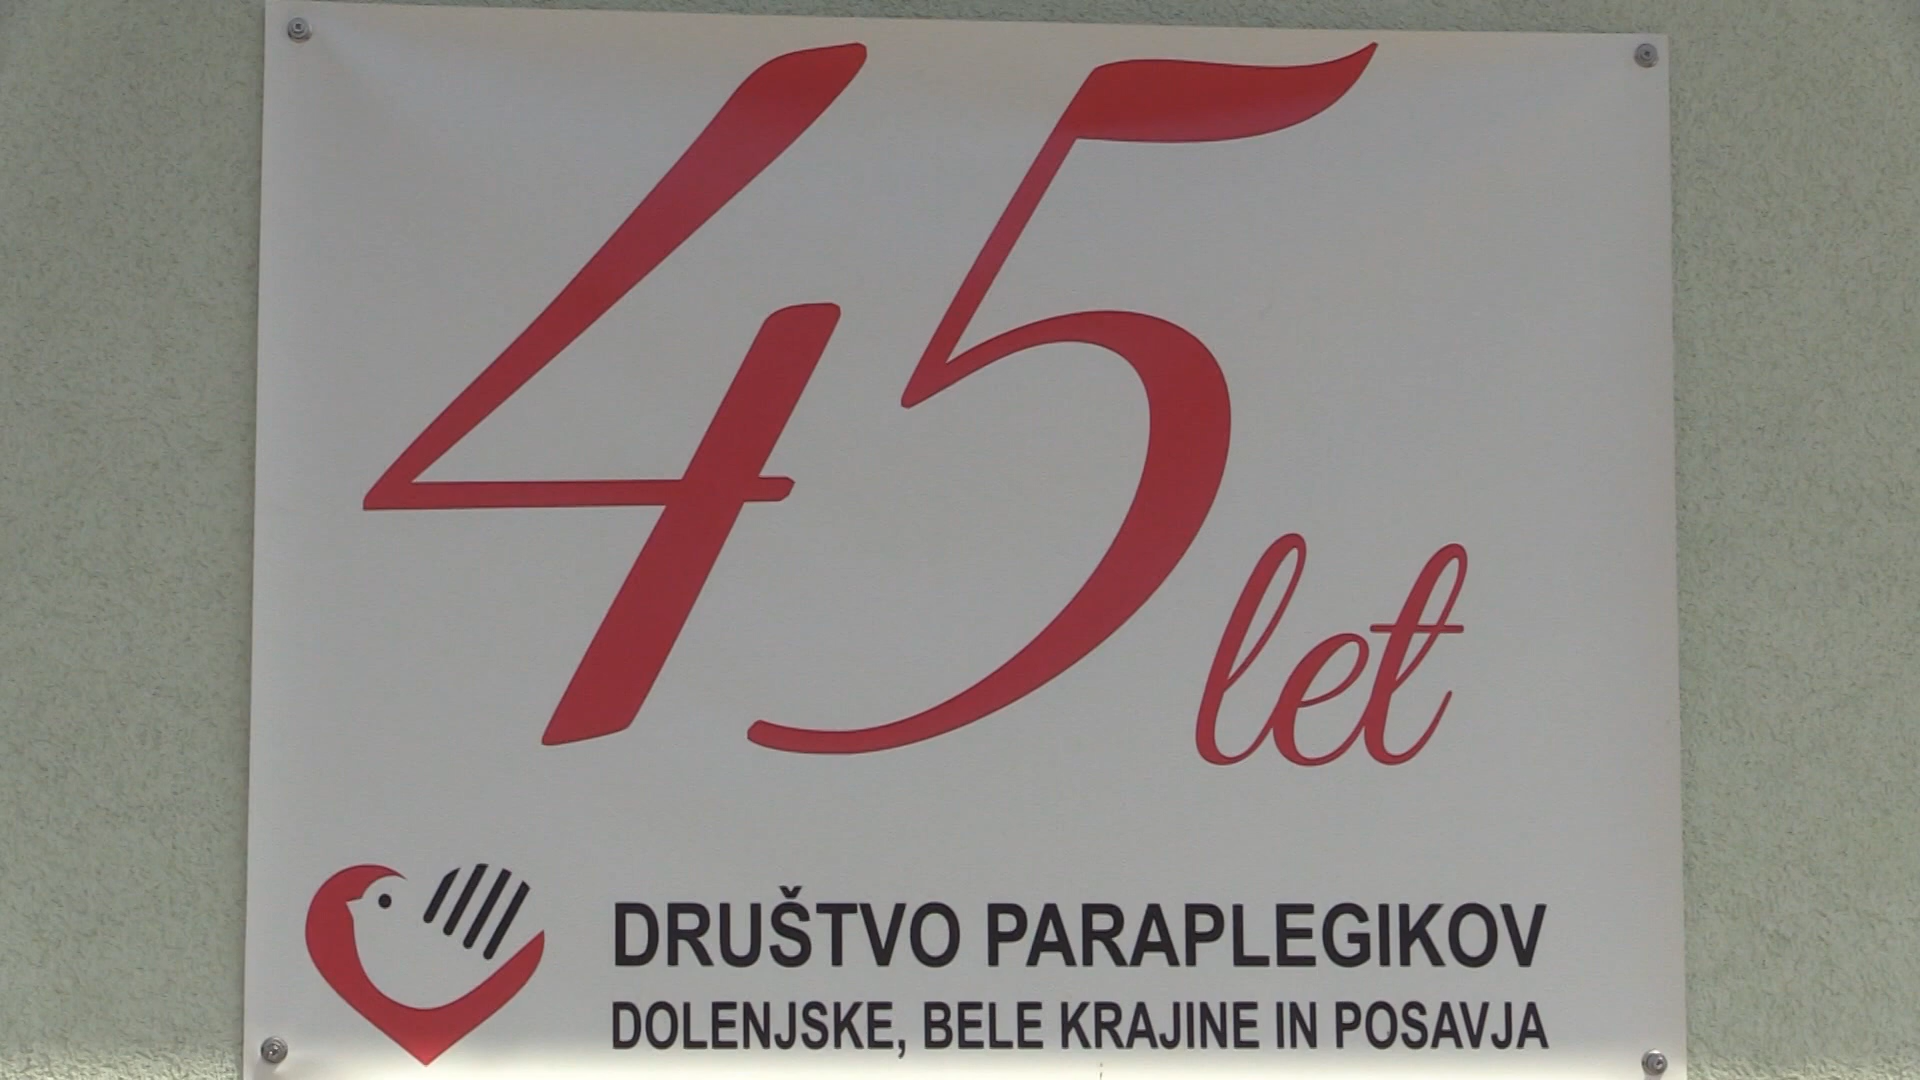 45 let
DRUŠTVO PARAPLEGIKOV
DOLENJSKE, BELE KRAJINE IN POSAVJA